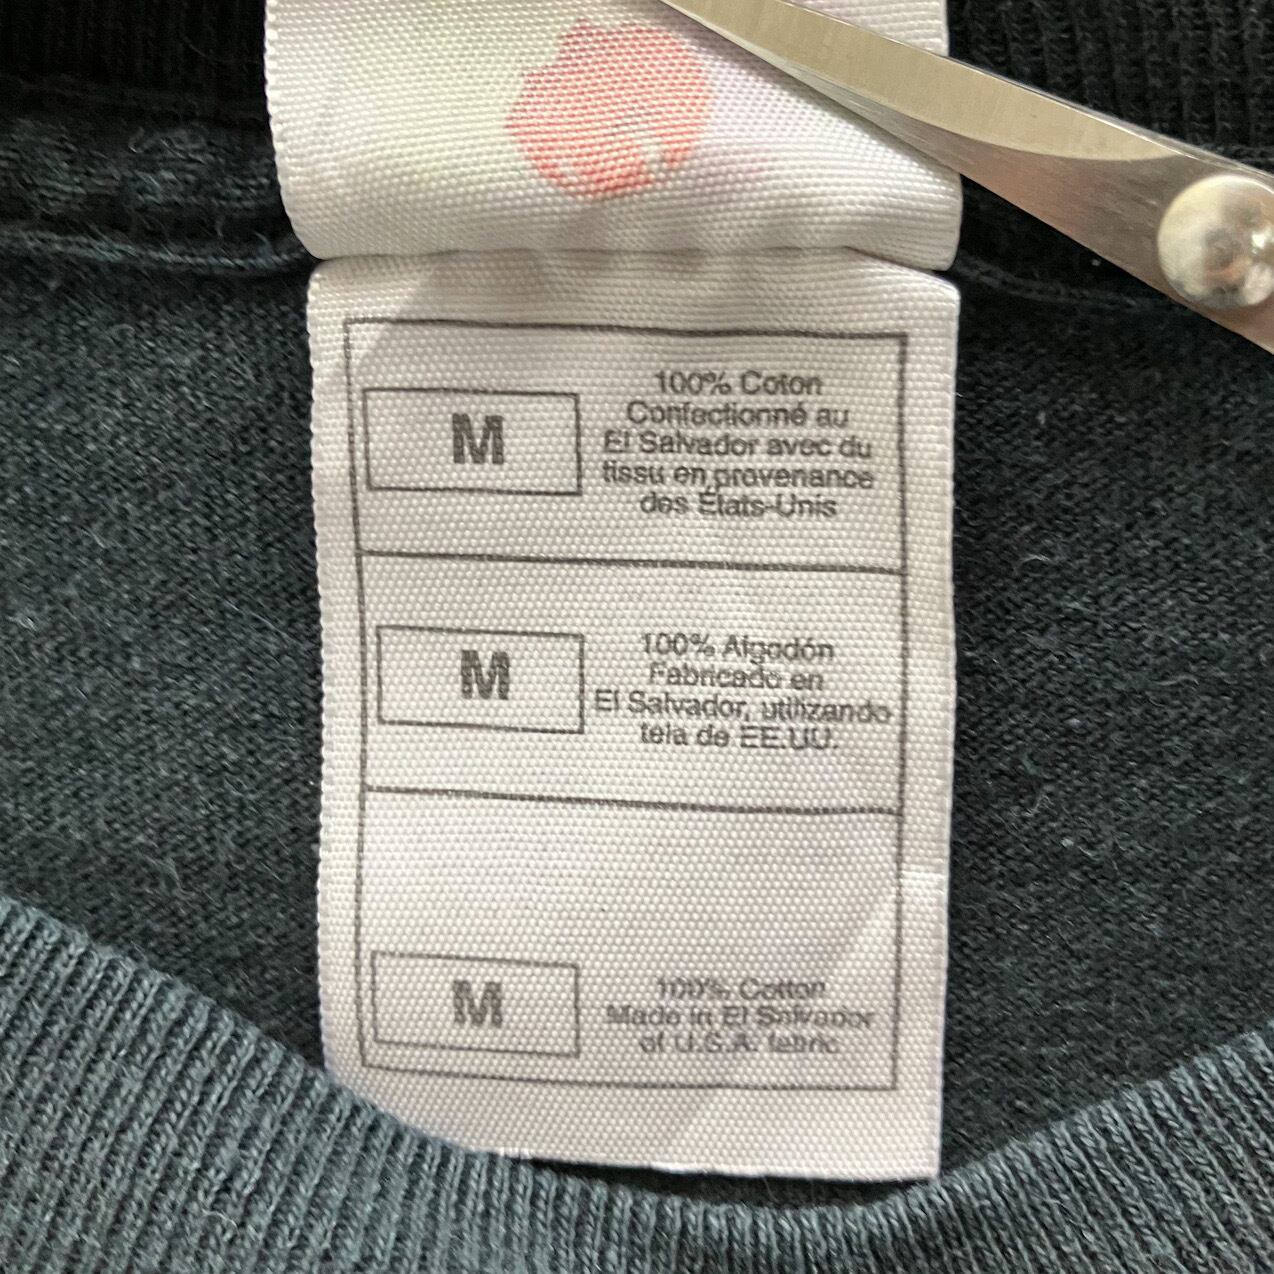 M
100% Coton
Confectionné au
El Salvador avec du
tissu en provenance
des États-Unis
M
100% Algodón
Fabricado en
El Salvador, utilizando
tela de EE.UU.
M
100% Cotton
Made in El Salvador
of U.S.A. fabric